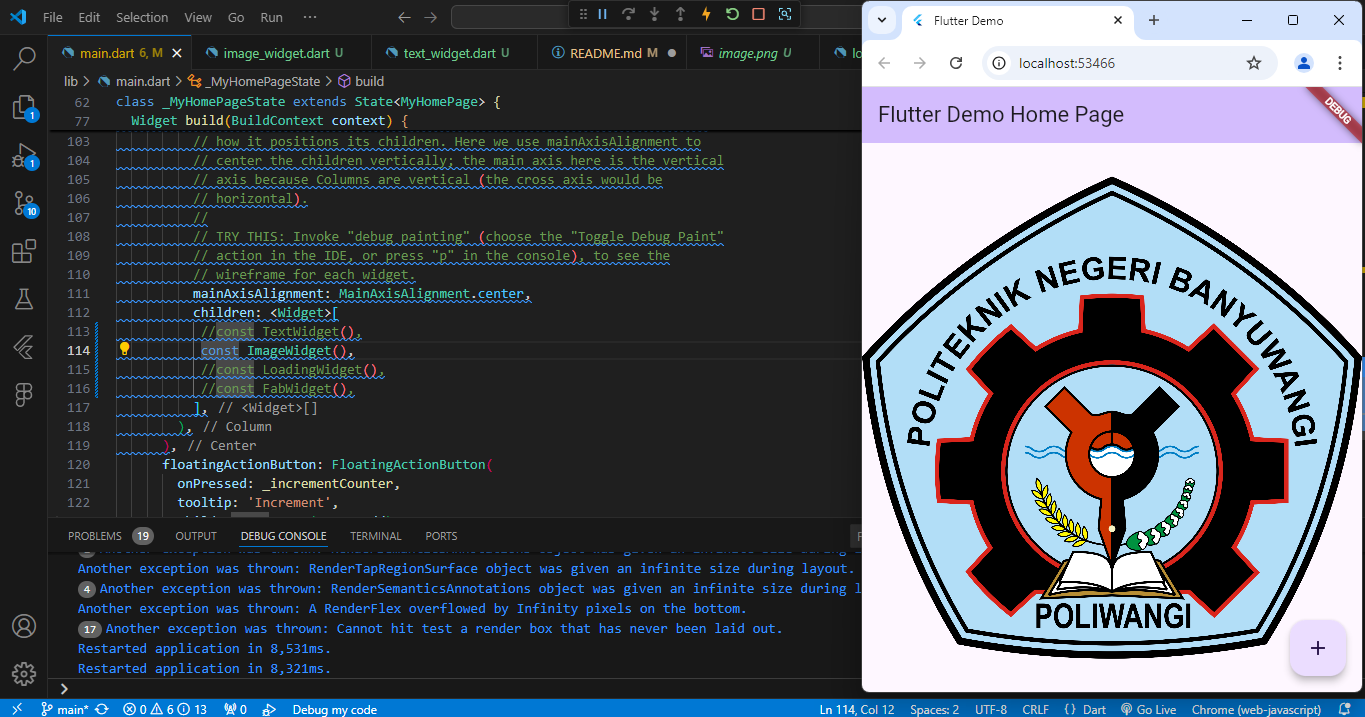 File Edit Selection View Go Run ···
main.dart 6, M
image_widget.dart U
text_widget.dart U
README.md M
image.png U
lo
lib > main.dart > _MyHomePageState > build
62 class _MyHomePageState extends State<MyHomePage> {
77 Widget build(BuildContext context) {
103 // how it positions its children. Here we use mainAxisAlignment to
104 // center the children vertically; the main axis here is the vertical
105 // axis because Columns are vertical (the cross axis would be
106 // horizontal).
107 //
108 // TRY THIS: Invoke "debug painting" (choose the "Toggle Debug Paint"
109 // action in the IDE, or press "p" in the console), to see the
110 // wireframe for each widget.
111 mainAxisAlignment: MainAxisAlignment.center,
112 children: <Widget>[
113 //const TextWidget(),
114 const ImageWidget(),
115 //const LoadingWidget(),
116 //const FabWidget(),
117 ], // <Widget>[]
118 ), // Column
119 ), // Center
120 floatingActionButton: FloatingActionButton(
121 onPressed: _incrementCounter,
122 tooltip: 'Increment',
1
1
10
PROBLEMS 19 OUTPUT DEBUG CONSOLE TERMINAL PORTS
Another exception was thrown: RenderTapRegionSurface object was given an infinite size during layout.
4 Another exception was thrown: RenderSemanticsAnnotations object was given an infinite size during l
Another exception was thrown: A RenderFlex overflowed by Infinity pixels on the bottom.
17 Another exception was thrown: Cannot hit test a render box that has never been laid out.
Restarted application in 8,531ms.
Restarted application in 8,321ms.
main* 0 6 13 0 Debug my code Ln 114, Col 12 Spaces: 2 UTF-8 CRLF {} Dart Go Live Chrome (web-javascript)
Flutter Demo
localhost:53466
Flutter Demo Home Page
DEBUG
POLITEKNIK NEGERI BANYUWANGI
POLIWANGI